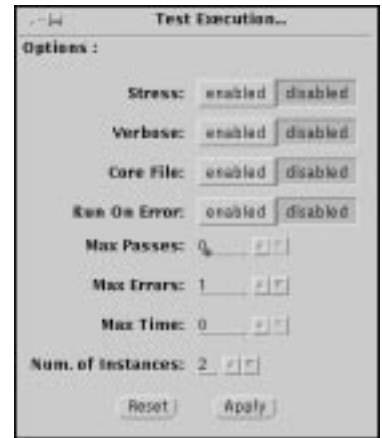 Test Execution...
Options :
Stress: enabled disabled
Verbose: enabled disabled
Core File: enabled disabled
Run On Error: enabled disabled
Max Passes: 0
Max Errors: 1
Max Time: 0
Num. of Instances: 2
Reset Apply